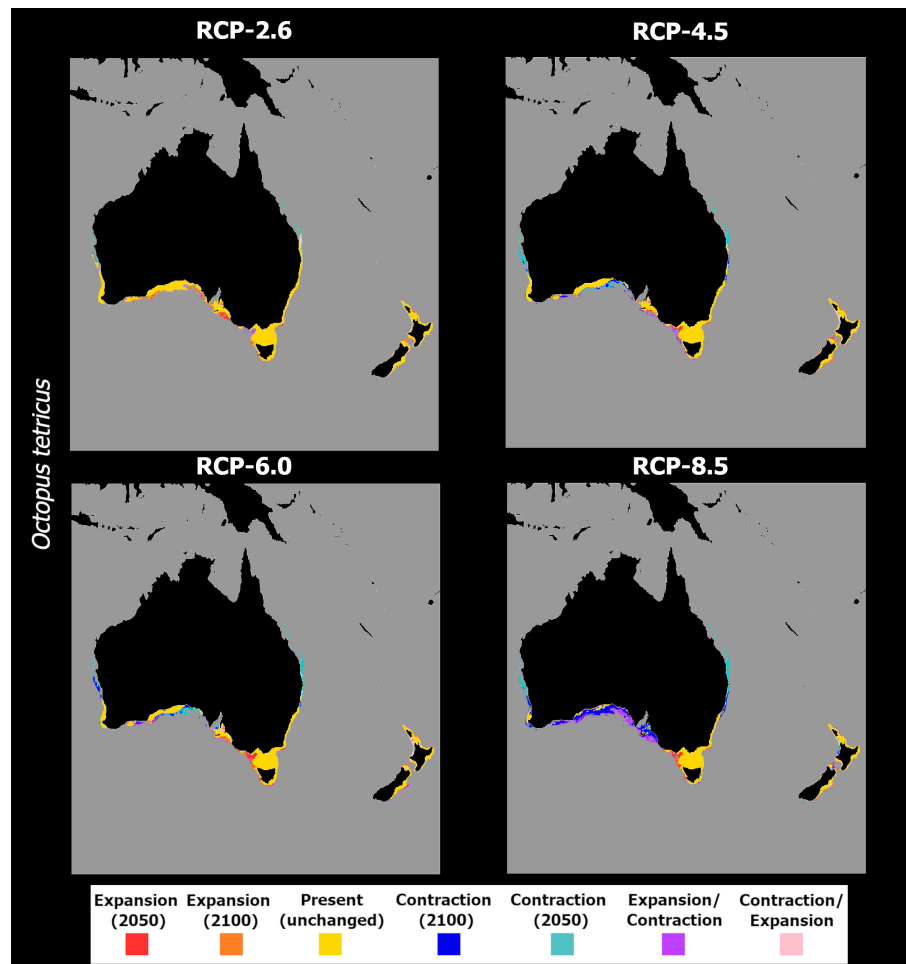 RCP-2.6
RCP-4.5
Octopus tetricus
RCP-6.0
RCP-8.5
Expansion (2050)
Expansion (2100)
Present (unchanged)
Contraction (2100)
Contraction (2050)
Expansion/ Contraction
Contraction/ Expansion